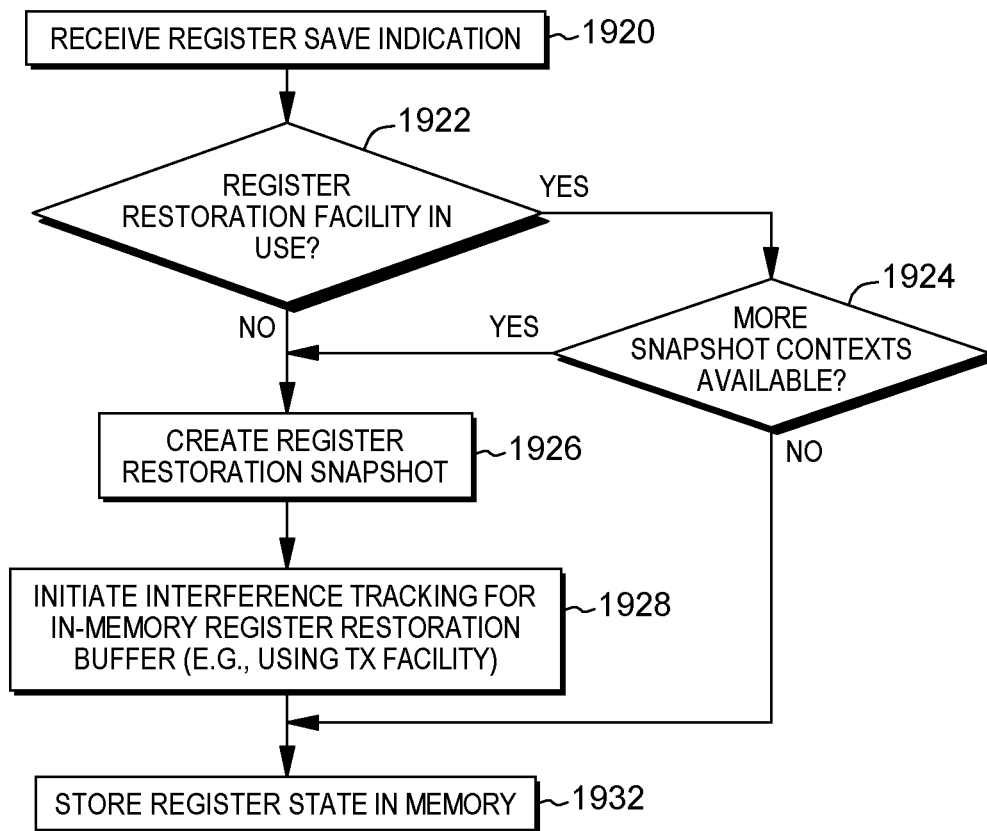 RECEIVE REGISTER SAVE INDICATION
1920
1922
REGISTER
RESTORATION FACILITY IN
USE?
YES
NO
1924
MORE
SNAPSHOT CONTEXTS
AVAILABLE?
YES
NO
CREATE REGISTER
RESTORATION SNAPSHOT
1926
INITIATE INTERFERENCE TRACKING FOR
IN-MEMORY REGISTER RESTORATION
BUFFER (E.G., USING TX FACILITY)
1928
STORE REGISTER STATE IN MEMORY
1932